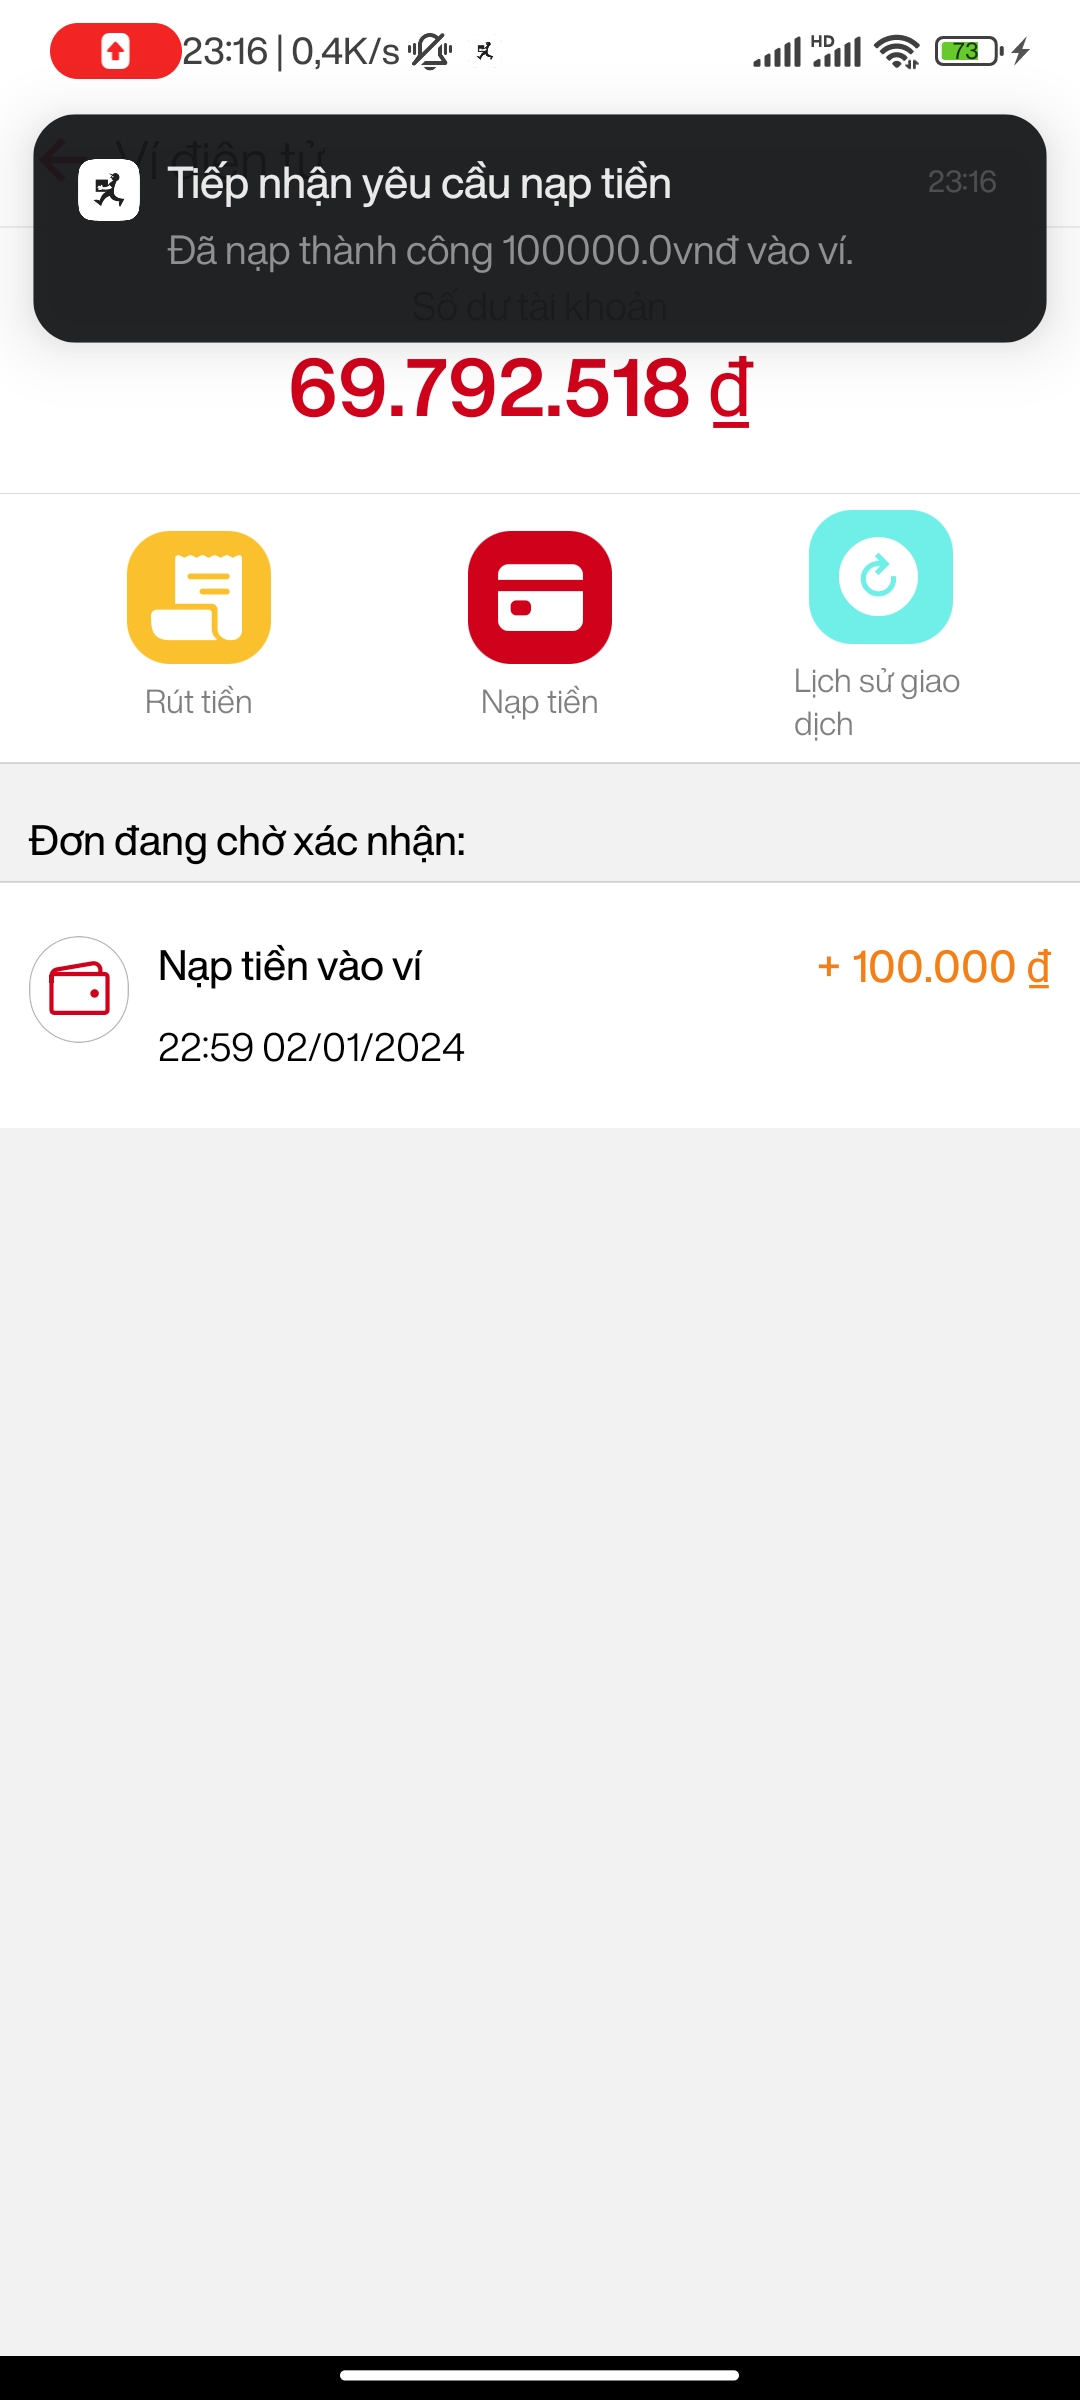 23:16 | 0,4K/s
HD
73
Ví điện tử
Tiếp nhận yêu cầu nạp tiền
23:16
Đã nạp thành công 100000.0vnđ vào ví.
Số dư tài khoản
69.792.518 đ
Rút tiền
Nạp tiền
Lịch sử giao
dịch
Đơn đang chờ xác nhận:
Nạp tiền vào ví
+ 100.000 đ
22:59 02/01/2024